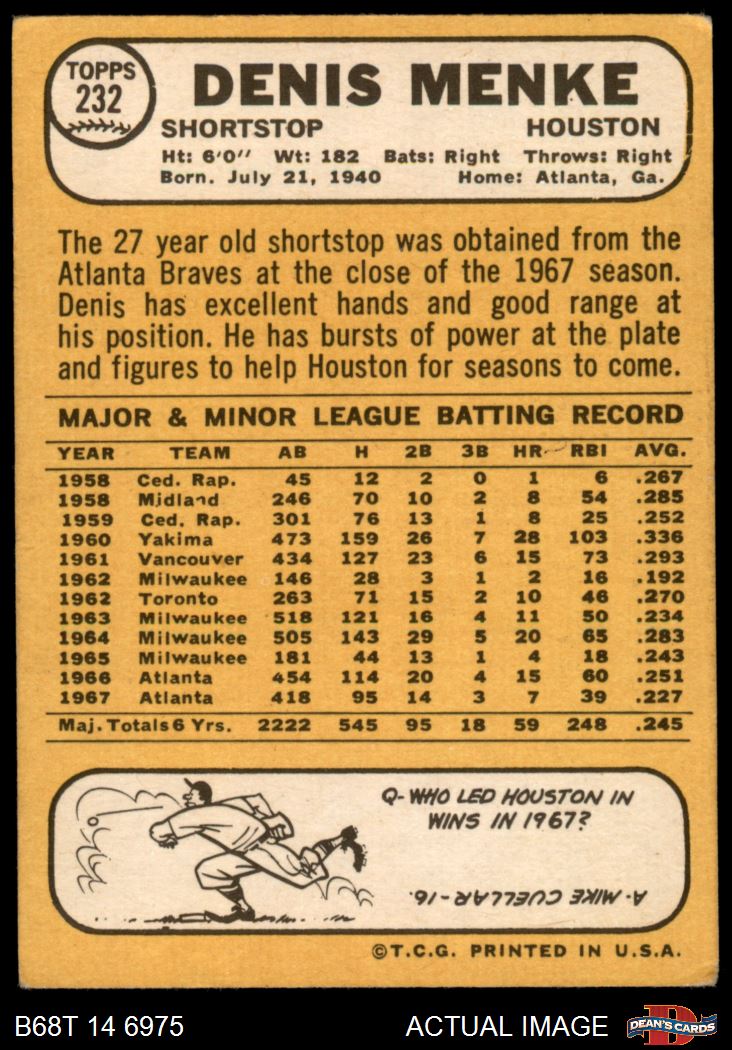 TOPPS
232
DENIS MENKE
SHORTSTOP HOUSTON
Ht: 6'0" Wt: 182 Bats: Right Throws: Right
Born. July 21, 1940 Home: Atlanta, Ga.
The 27 year old shortstop was obtained from the
Atlanta Braves at the close of the 1967 season.
Denis has excellent hands and good range at
his position. He has bursts of power at the plate
and figures to help Houston for seasons to come.
MAJOR & MINOR LEAGUE BATTING RECORD
YEAR TEAM AB H 2B 3B HR RBI AVG.
1958 Ced. Rap. 45 12 2 0 1 6 .267
1958 Midland 246 70 10 2 8 54 .285
1959 Ced. Rap. 301 76 13 1 8 25 .252
1960 Yakima 473 159 26 7 28 103 .336
1961 Vancouver 434 127 23 6 15 73 .293
1962 Milwaukee 146 28 3 1 2 16 .192
1962 Toronto 263 71 15 2 10 46 .270
1963 Milwaukee 518 121 16 4 11 50 .234
1964 Milwaukee 505 143 29 5 20 65 .283
1965 Milwaukee 181 44 13 1 4 18 .243
1966 Atlanta 454 114 20 4 15 60 .251
1967 Atlanta 418 95 14 3 7 39 .227
Maj. Totals 6 Yrs. 2222 545 95 18 59 248 .245
Q-WHO LED HOUSTON IN
WINS IN 1967?
A-MIKE CUELLAR-16.
©T.C.G. PRINTED IN U.S.A.
B68T 14 6975 ACTUAL IMAGE D DEAN'S CARDS